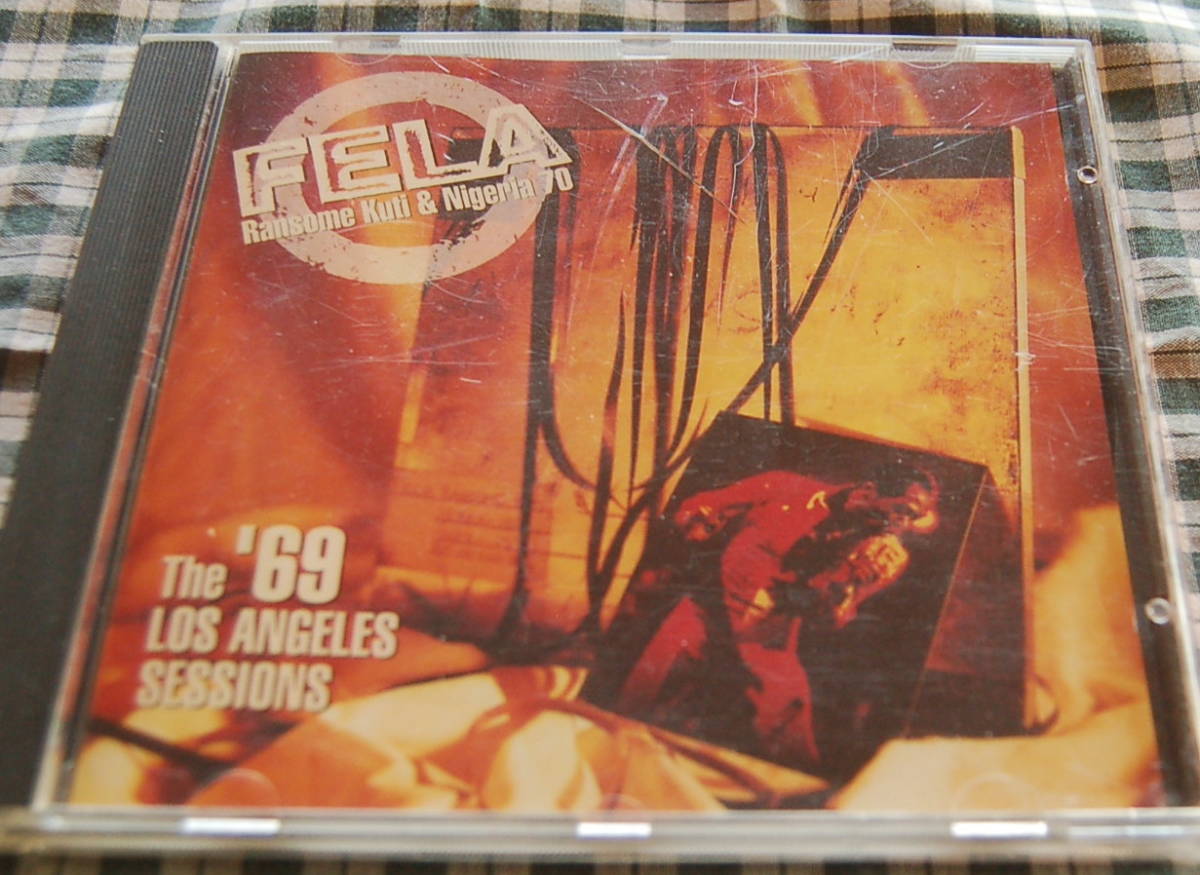 FELA
Ransome Kuti & Nigeria 70
The '69
LOS ANGELES
SESSIONS